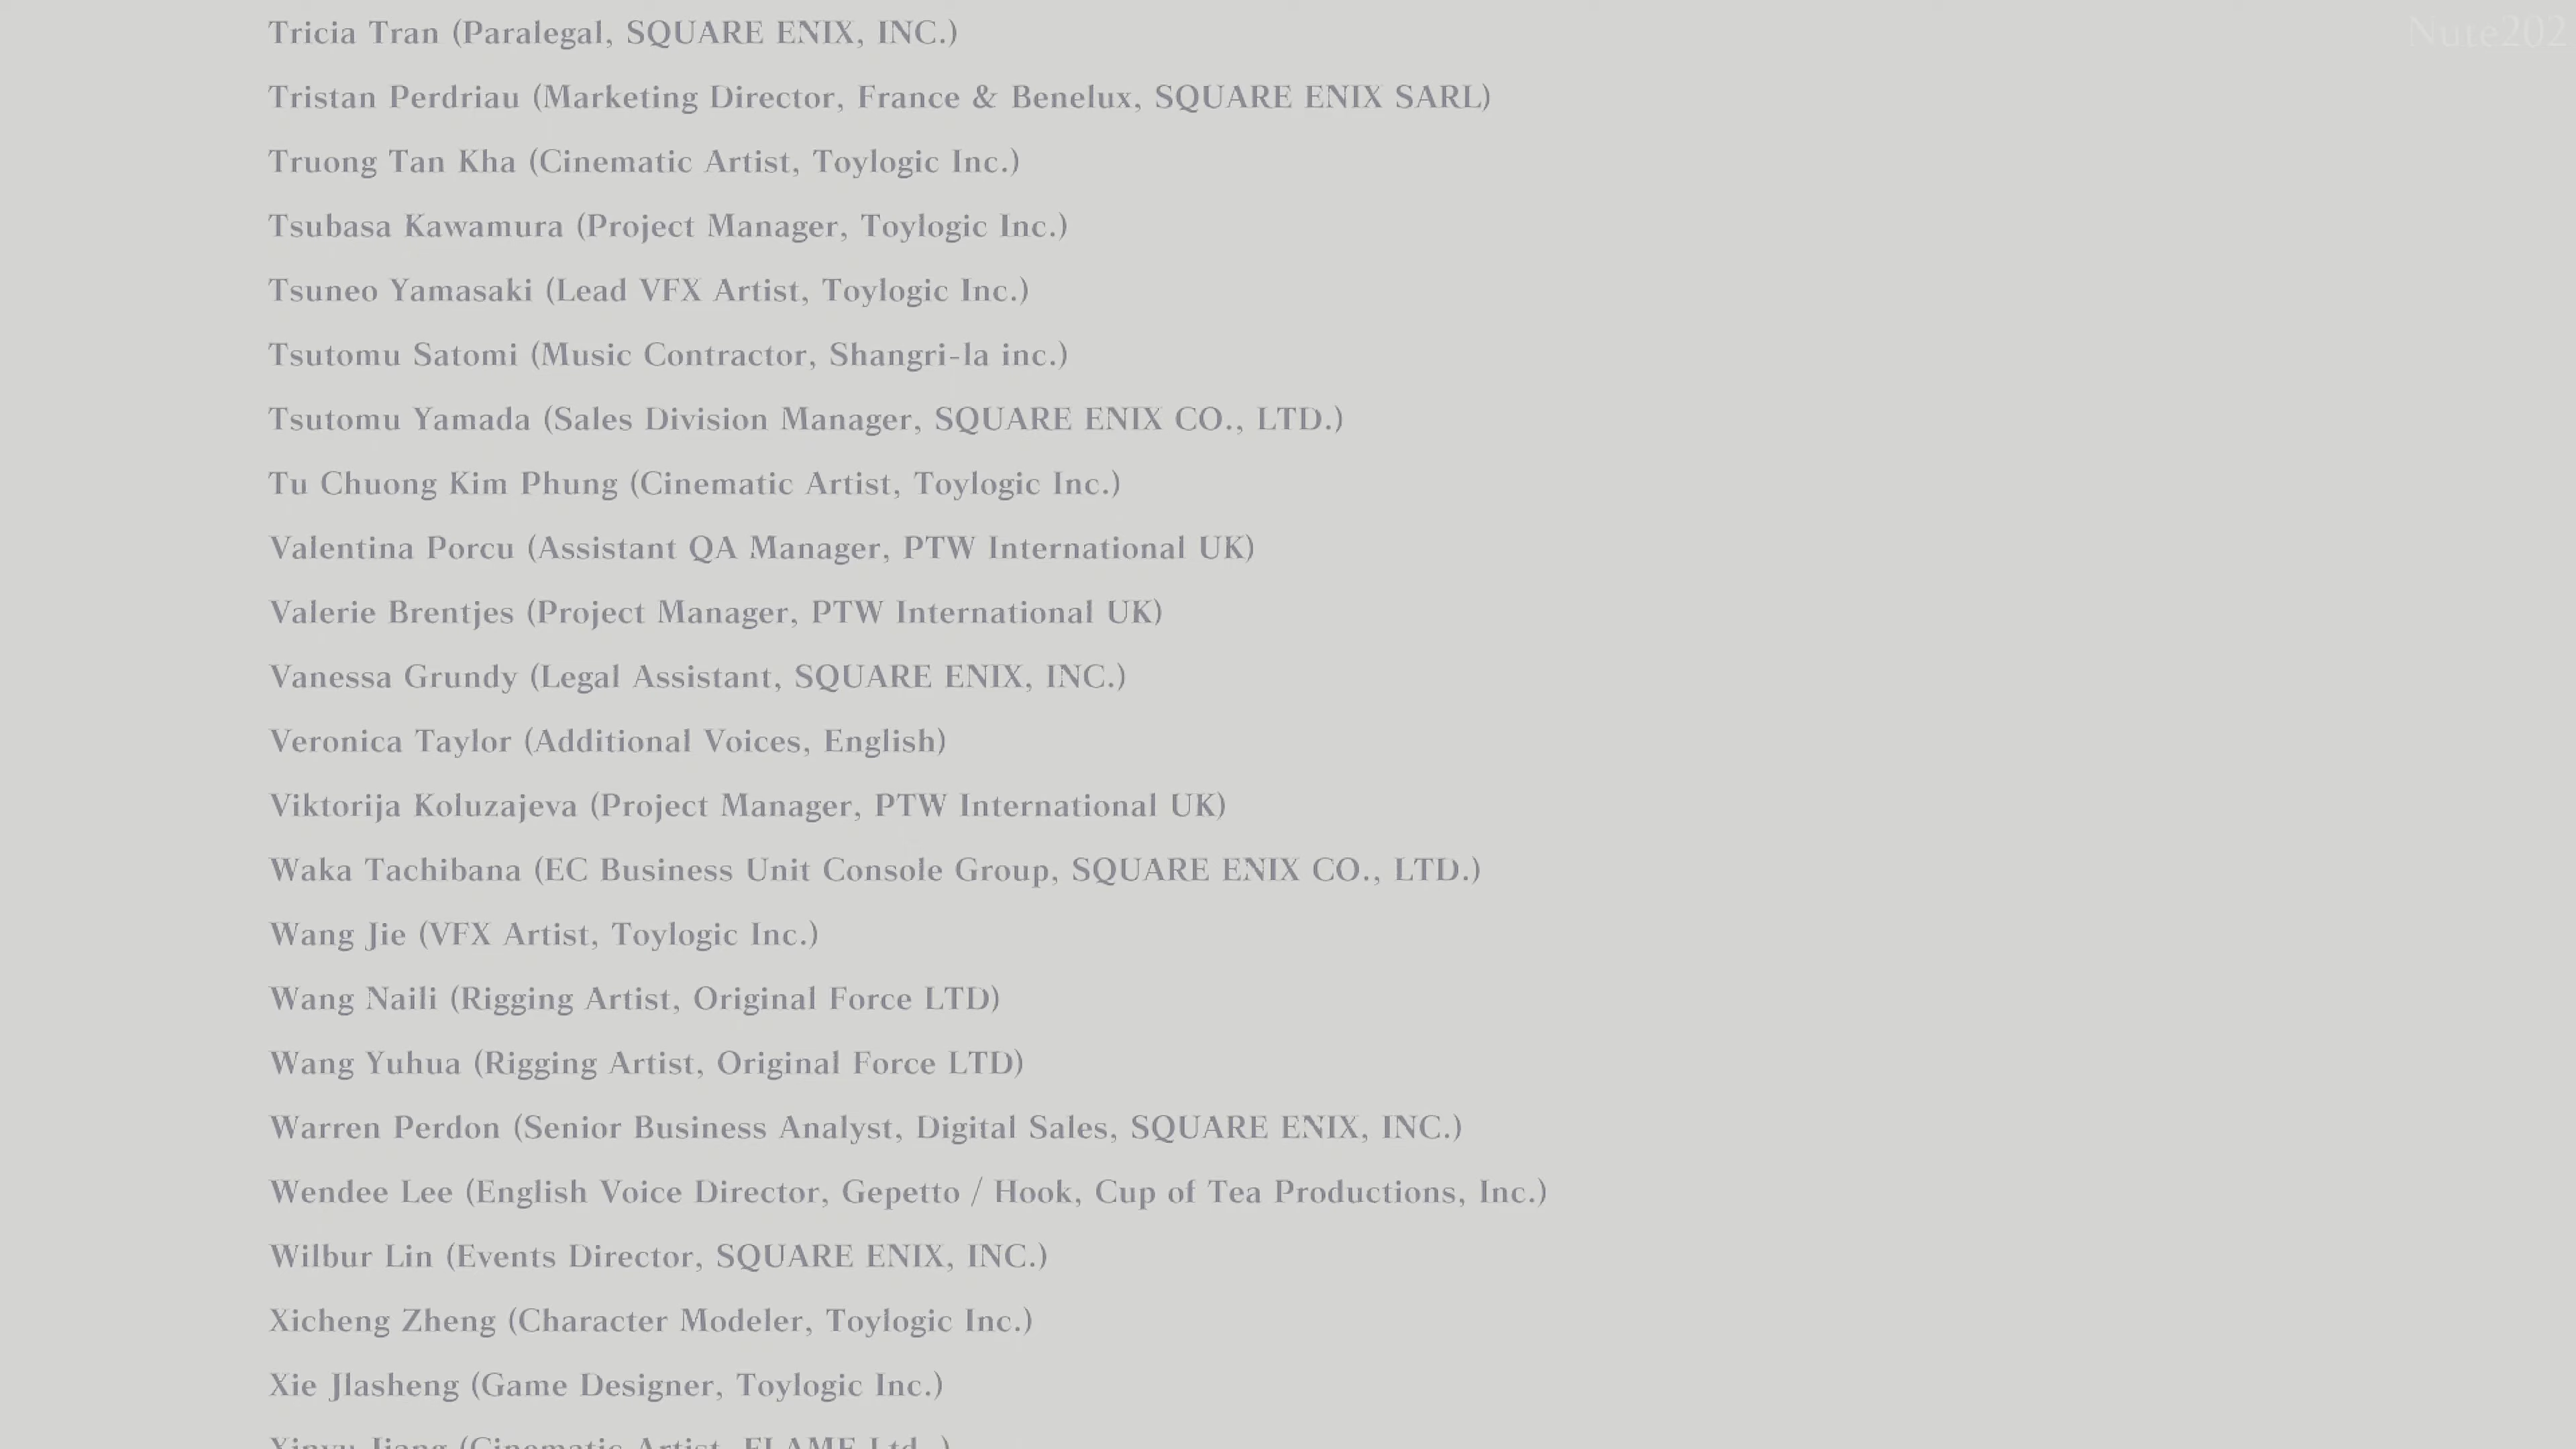 Tricia Tran (Paralegal, SQUARE ENIX, INC.)
Nute202
Tristan Perdriau (Marketing Director, France & Benelux, SQUARE ENIX SARL)
Truong Tan Kha (Cinematic Artist, Toylogic Inc.)
Tsubasa Kawamura (Project Manager, Toylogic Inc.)
Tsuneo Yamasaki (Lead VFX Artist, Toylogic Inc.)
Tsutomu Satomi (Music Contractor, Shangri-la inc.)
Tsutomu Yamada (Sales Division Manager, SQUARE ENIX CO., LTD.)
Tu Chuong Kim Phung (Cinematic Artist, Toylogic Inc.)
Valentina Porcu (Assistant QA Manager, PTW International UK)
Valerie Brentjes (Project Manager, PTW International UK)
Vanessa Grundy (Legal Assistant, SQUARE ENIX, INC.)
Veronica Taylor (Additional Voices, English)
Viktorija Koluzajeva (Project Manager, PTW International UK)
Waka Tachibana (EC Business Unit Console Group, SQUARE ENIX CO., LTD.)
Wang Jie (VFX Artist, Toylogic Inc.)
Wang Naili (Rigging Artist, Original Force LTD)
Wang Yuhua (Rigging Artist, Original Force LTD)
Warren Perdon (Senior Business Analyst, Digital Sales, SQUARE ENIX, INC.)
Wendee Lee (English Voice Director, Gepetto / Hook, Cup of Tea Productions, Inc.)
Wilbur Lin (Events Director, SQUARE ENIX, INC.)
Xicheng Zheng (Character Modeler, Toylogic Inc.)
Xie Jlasheng (Game Designer, Toylogic Inc.)
Xinyu Jiang (Cinematic Artist, FLAME Ltd.,)